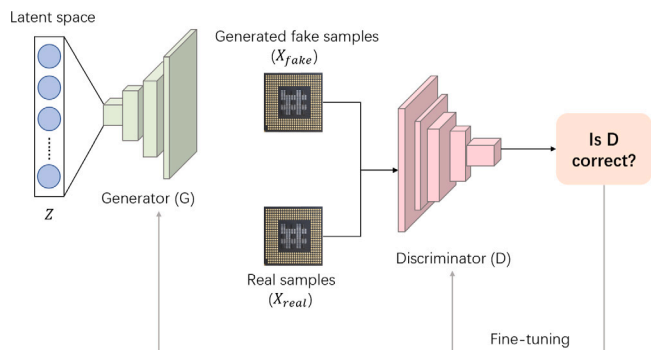 Latent space
Z
Generator (G)
Generated fake samples
(X_fake)
Real samples
(X_real)
Discriminator (D)
Is D
correct?
Fine-tuning